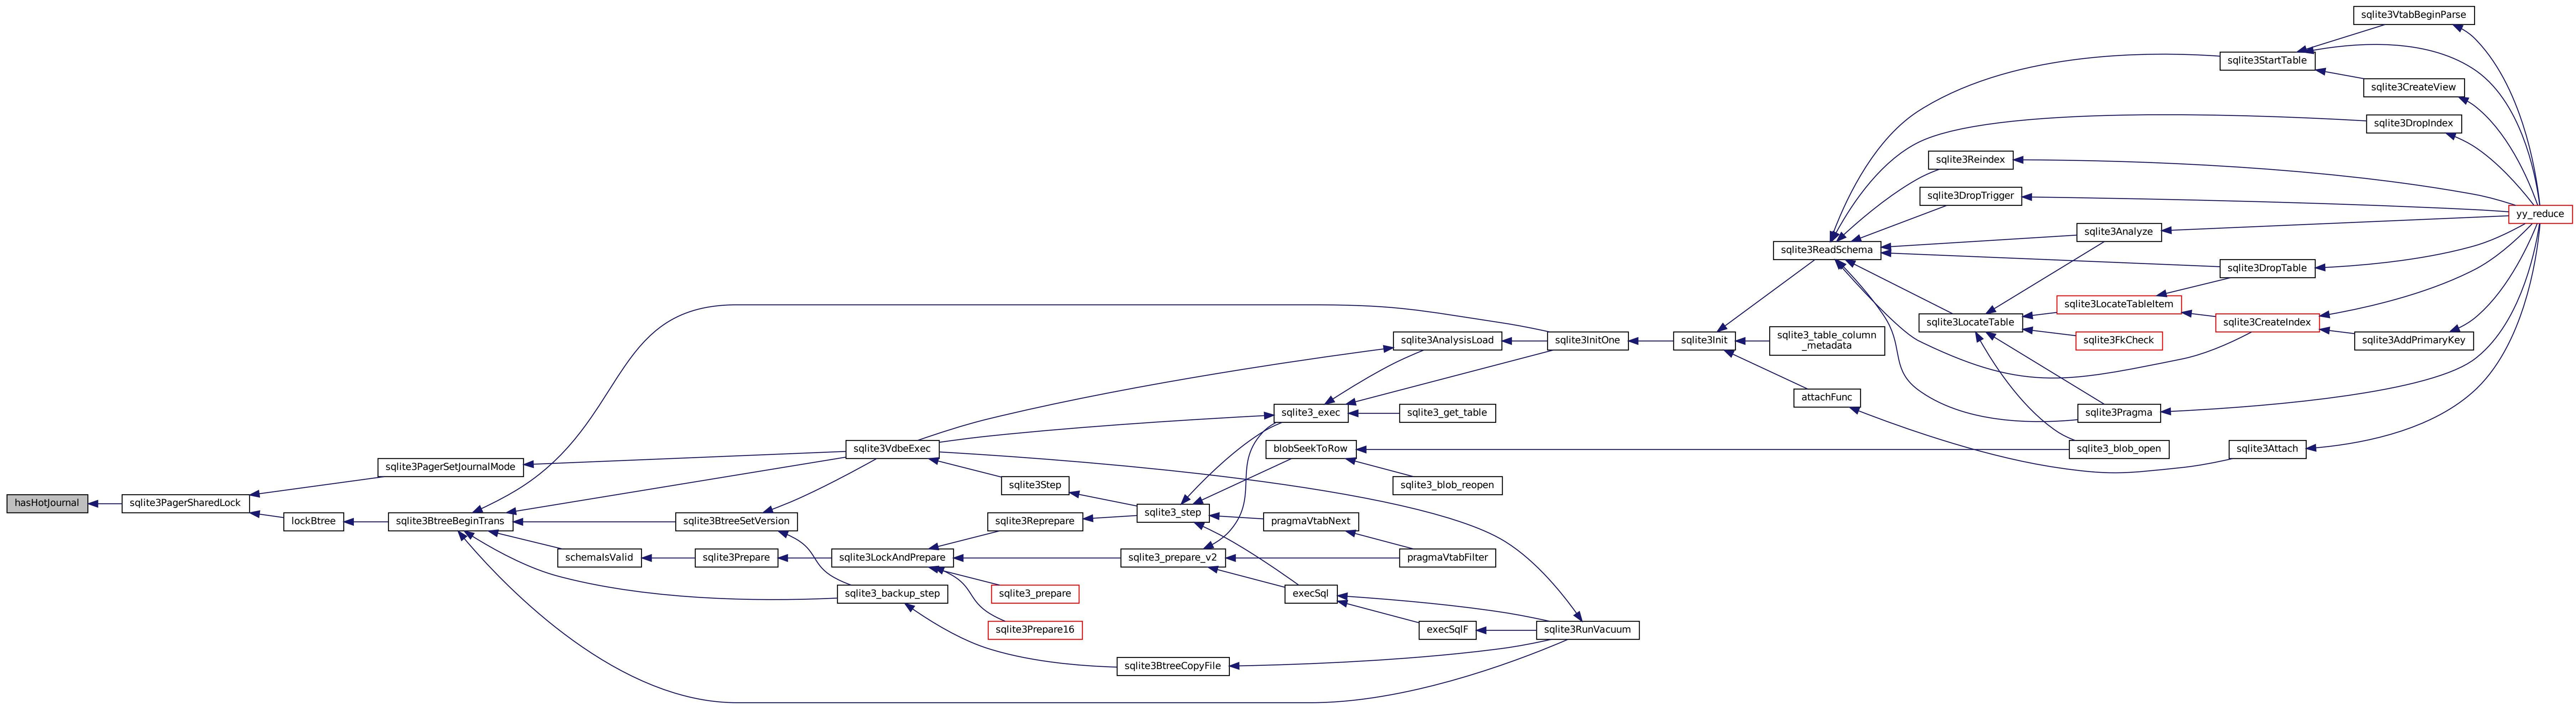 sqlite3VtabBeginParse
sqlite3StartTable
sqlite3CreateView
sqlite3DropIndex
sqlite3Reindex
sqlite3DropTrigger
yy_reduce
sqlite3Analyze
sqlite3ReadSchema
sqlite3DropTable
sqlite3LocateTableItem
sqlite3LocateTable
sqlite3CreateIndex
sqlite3FkCheck
sqlite3AddPrimaryKey
sqlite3AnalysisLoad
sqlite3InitOne
sqlite3Init
sqlite3_table_column
_metadata
attachFunc
sqlite3_exec
sqlite3_get_table
sqlite3Pragma
sqlite3VdbeExec
blobSeekToRow
sqlite3_blob_open
sqlite3Attach
sqlite3PagerSetJournalMode
sqlite3Step
sqlite3_blob_reopen
hasHotJournal
sqlite3PagerSharedLock
lockBtree
sqlite3BtreeBeginTrans
sqlite3BtreeSetVersion
sqlite3Reprepare
sqlite3_step
pragmaVtabNext
schemaIsValid
sqlite3Prepare
sqlite3LockAndPrepare
sqlite3_prepare_v2
pragmaVtabFilter
sqlite3_backup_step
sqlite3_prepare
execSql
sqlite3Prepare16
execSqlF
sqlite3RunVacuum
sqlite3BtreeCopyFile